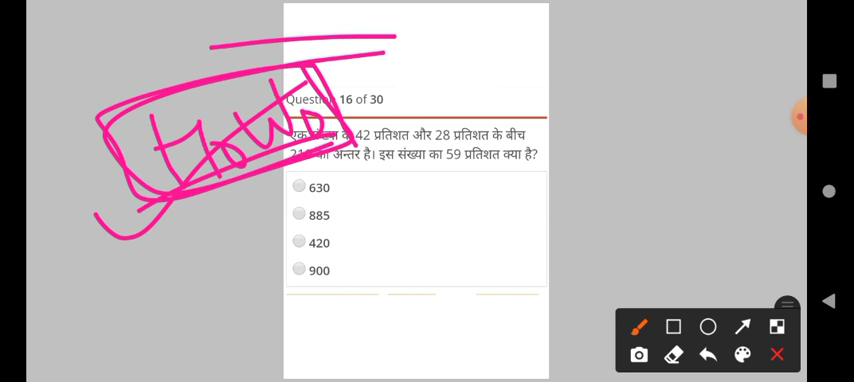 Question 16 of 30
एक संख्या के 42 प्रतिशत और 28 प्रतिशत के बीच
का अन्तर है। इस संख्या का 59 प्रतिशत क्या है?
630
885
420
900